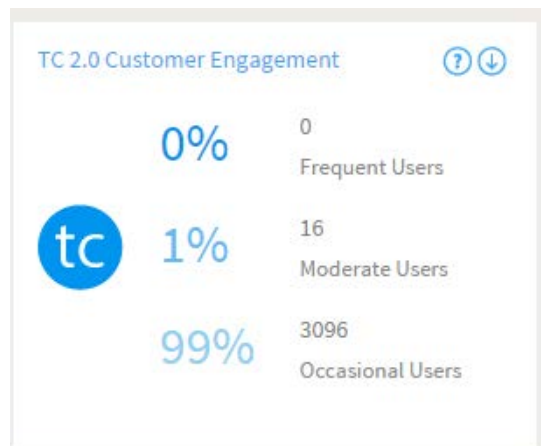 TC 2.0 Customer Engagement
0%
0
Frequent Users
tc
1%
16
Moderate Users
99%
3096
Occasional Users